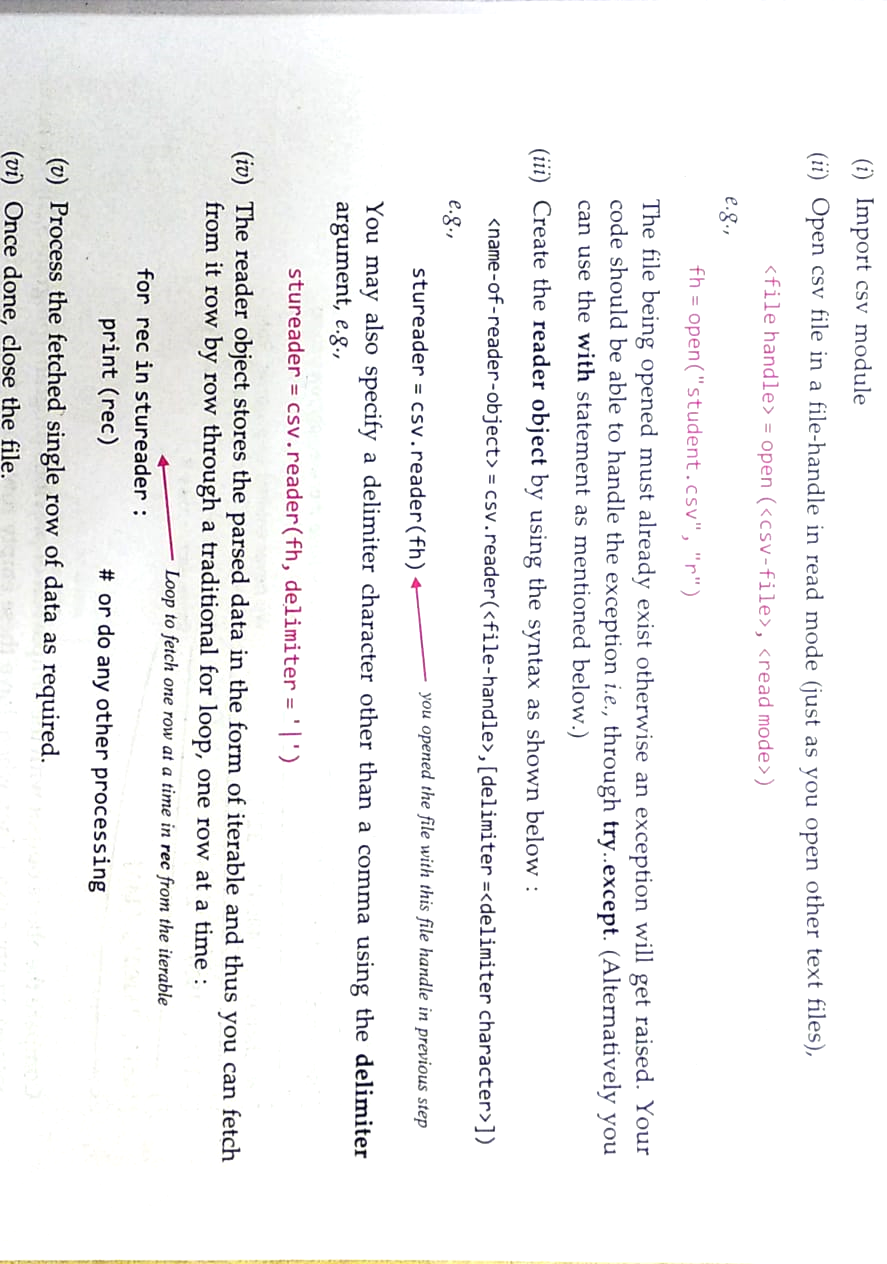 (i) Import csv module
(ii) Open csv file in a file-handle in read mode (just as you open other text files),
<file handle> = open (<csv-file>, <read mode>)
e.g.,
fh = open("student.csv", "r")
The file being opened must already exist otherwise an exception will get raised. Your
code should be able to handle the exception i.e., through try..except. (Alternatively you
can use the with statement as mentioned below.)
(iii) Create the reader object by using the syntax as shown below :
<name-of-reader-object> = csv.reader(<file-handle>,[delimiter =<delimiter character>])
e.g.,
stureader = csv.reader(fh) you opened the file with this file handle in previous step
You may also specify a delimiter character other than a comma using the delimiter
argument, e.g.,
stureader = csv.reader(fh, delimiter = '|')
(iv) The reader object stores the parsed data in the form of iterable and thus you can fetch
from it row by row through a traditional for loop, one row at a time :
Loop to fetch one row at a time in rec from the iterable
for rec in stureader :
print (rec) # or do any other processing
(v) Process the fetched single row of data as required.
(vi) Once done, close the file.